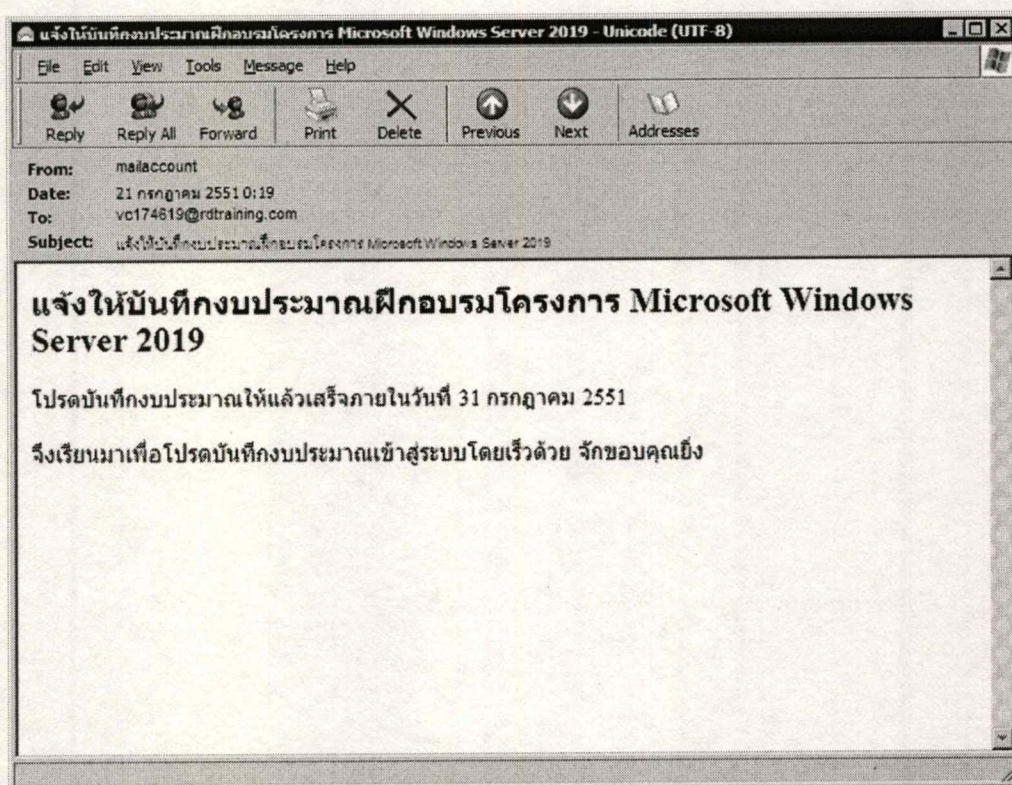 แจ้งให้บันทึกงบประมาณฝึกอบรมโครงการ Microsoft Windows Server 2019 - Unicode (UTF-8)
File Edit View Tools Message Help
Reply Reply All Forward Print Delete Previous Next Addresses
From: mailaccount
Date: 21 กรกฎาคม 2551 0:19
To: vc174619@rdtraining.com
Subject: แจ้งให้บันทึกงบประมาณฝึกอบรมโครงการ Microsoft Windows Server 2019
แจ้งให้บันทึกงบประมาณฝึกอบรมโครงการ Microsoft Windows
Server 2019
โปรดบันทึกงบประมาณให้แล้วเสร็จภายในวันที่ 31 กรกฎาคม 2551
จึงเรียนมาเพื่อโปรดบันทึกงบประมาณเข้าสู่ระบบโดยเร็วด้วย จักขอบคุณยิ่ง